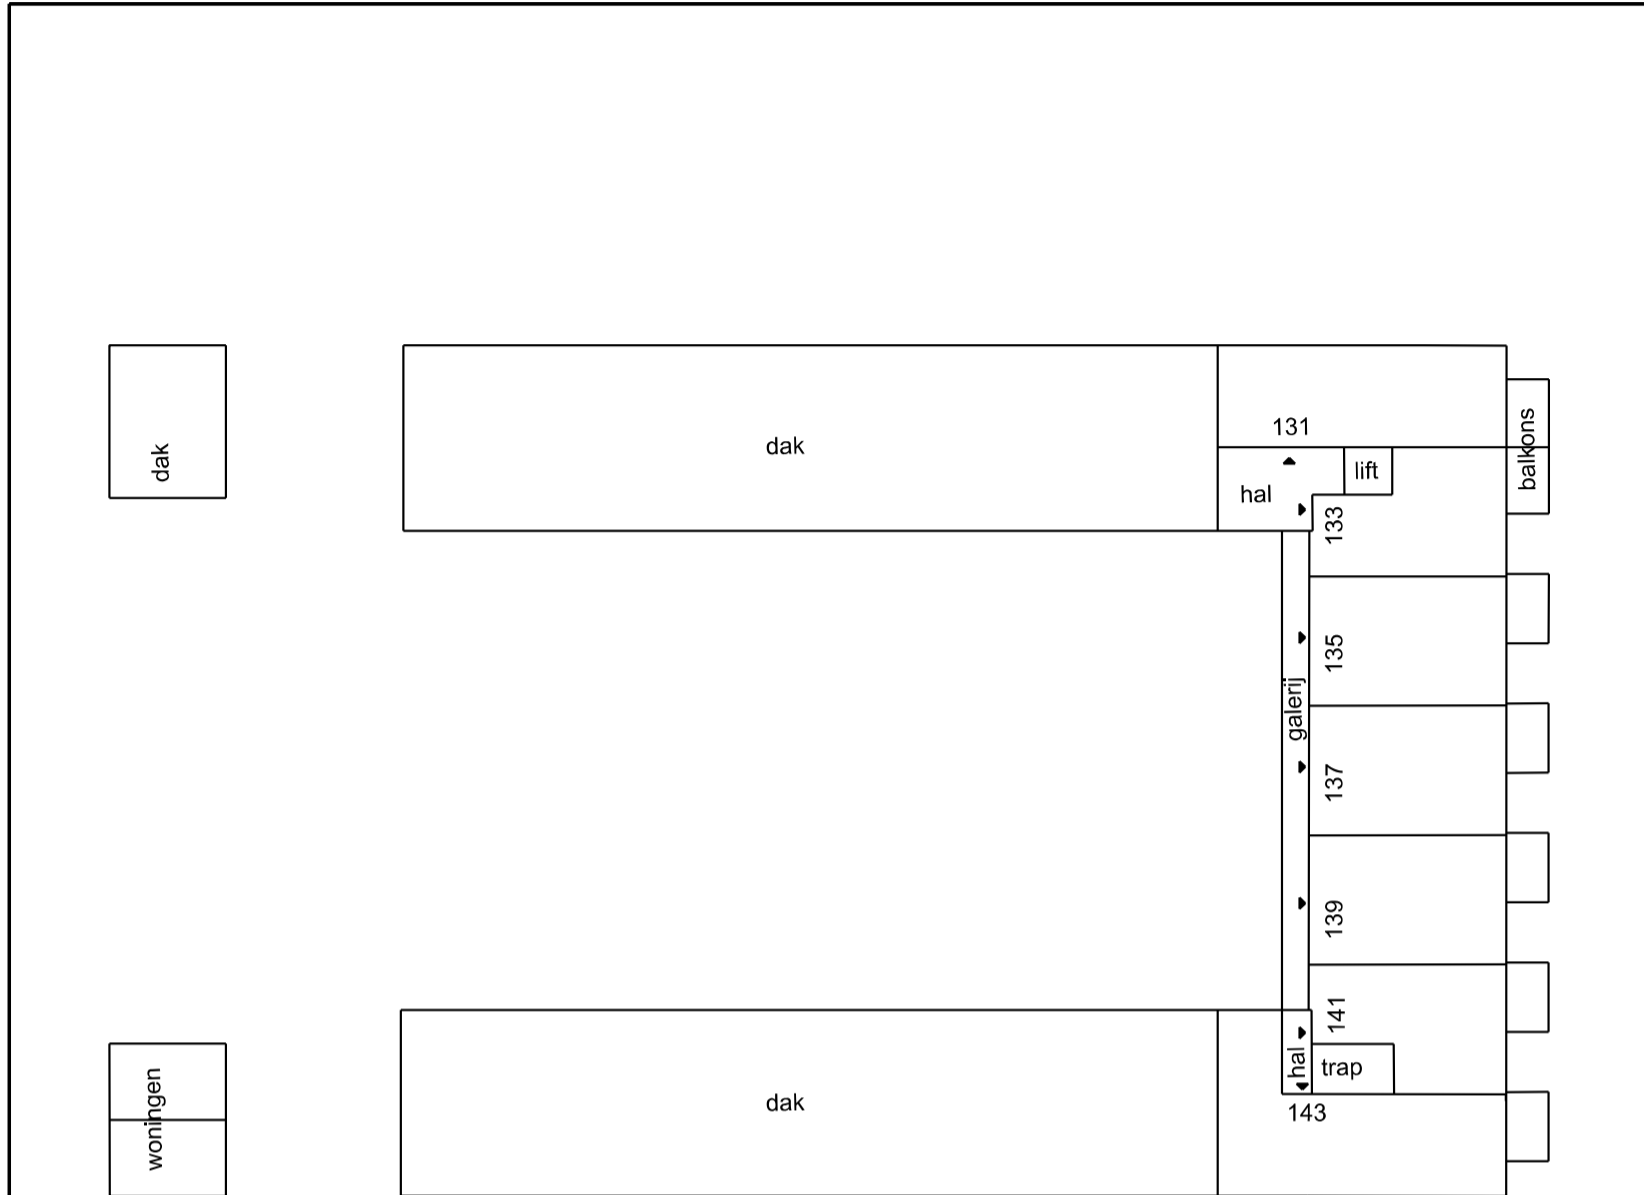 131
dak
balkons
dak
lift
hal
133
135
galerij
137
139
141
hal
trap
woningen
dak
143